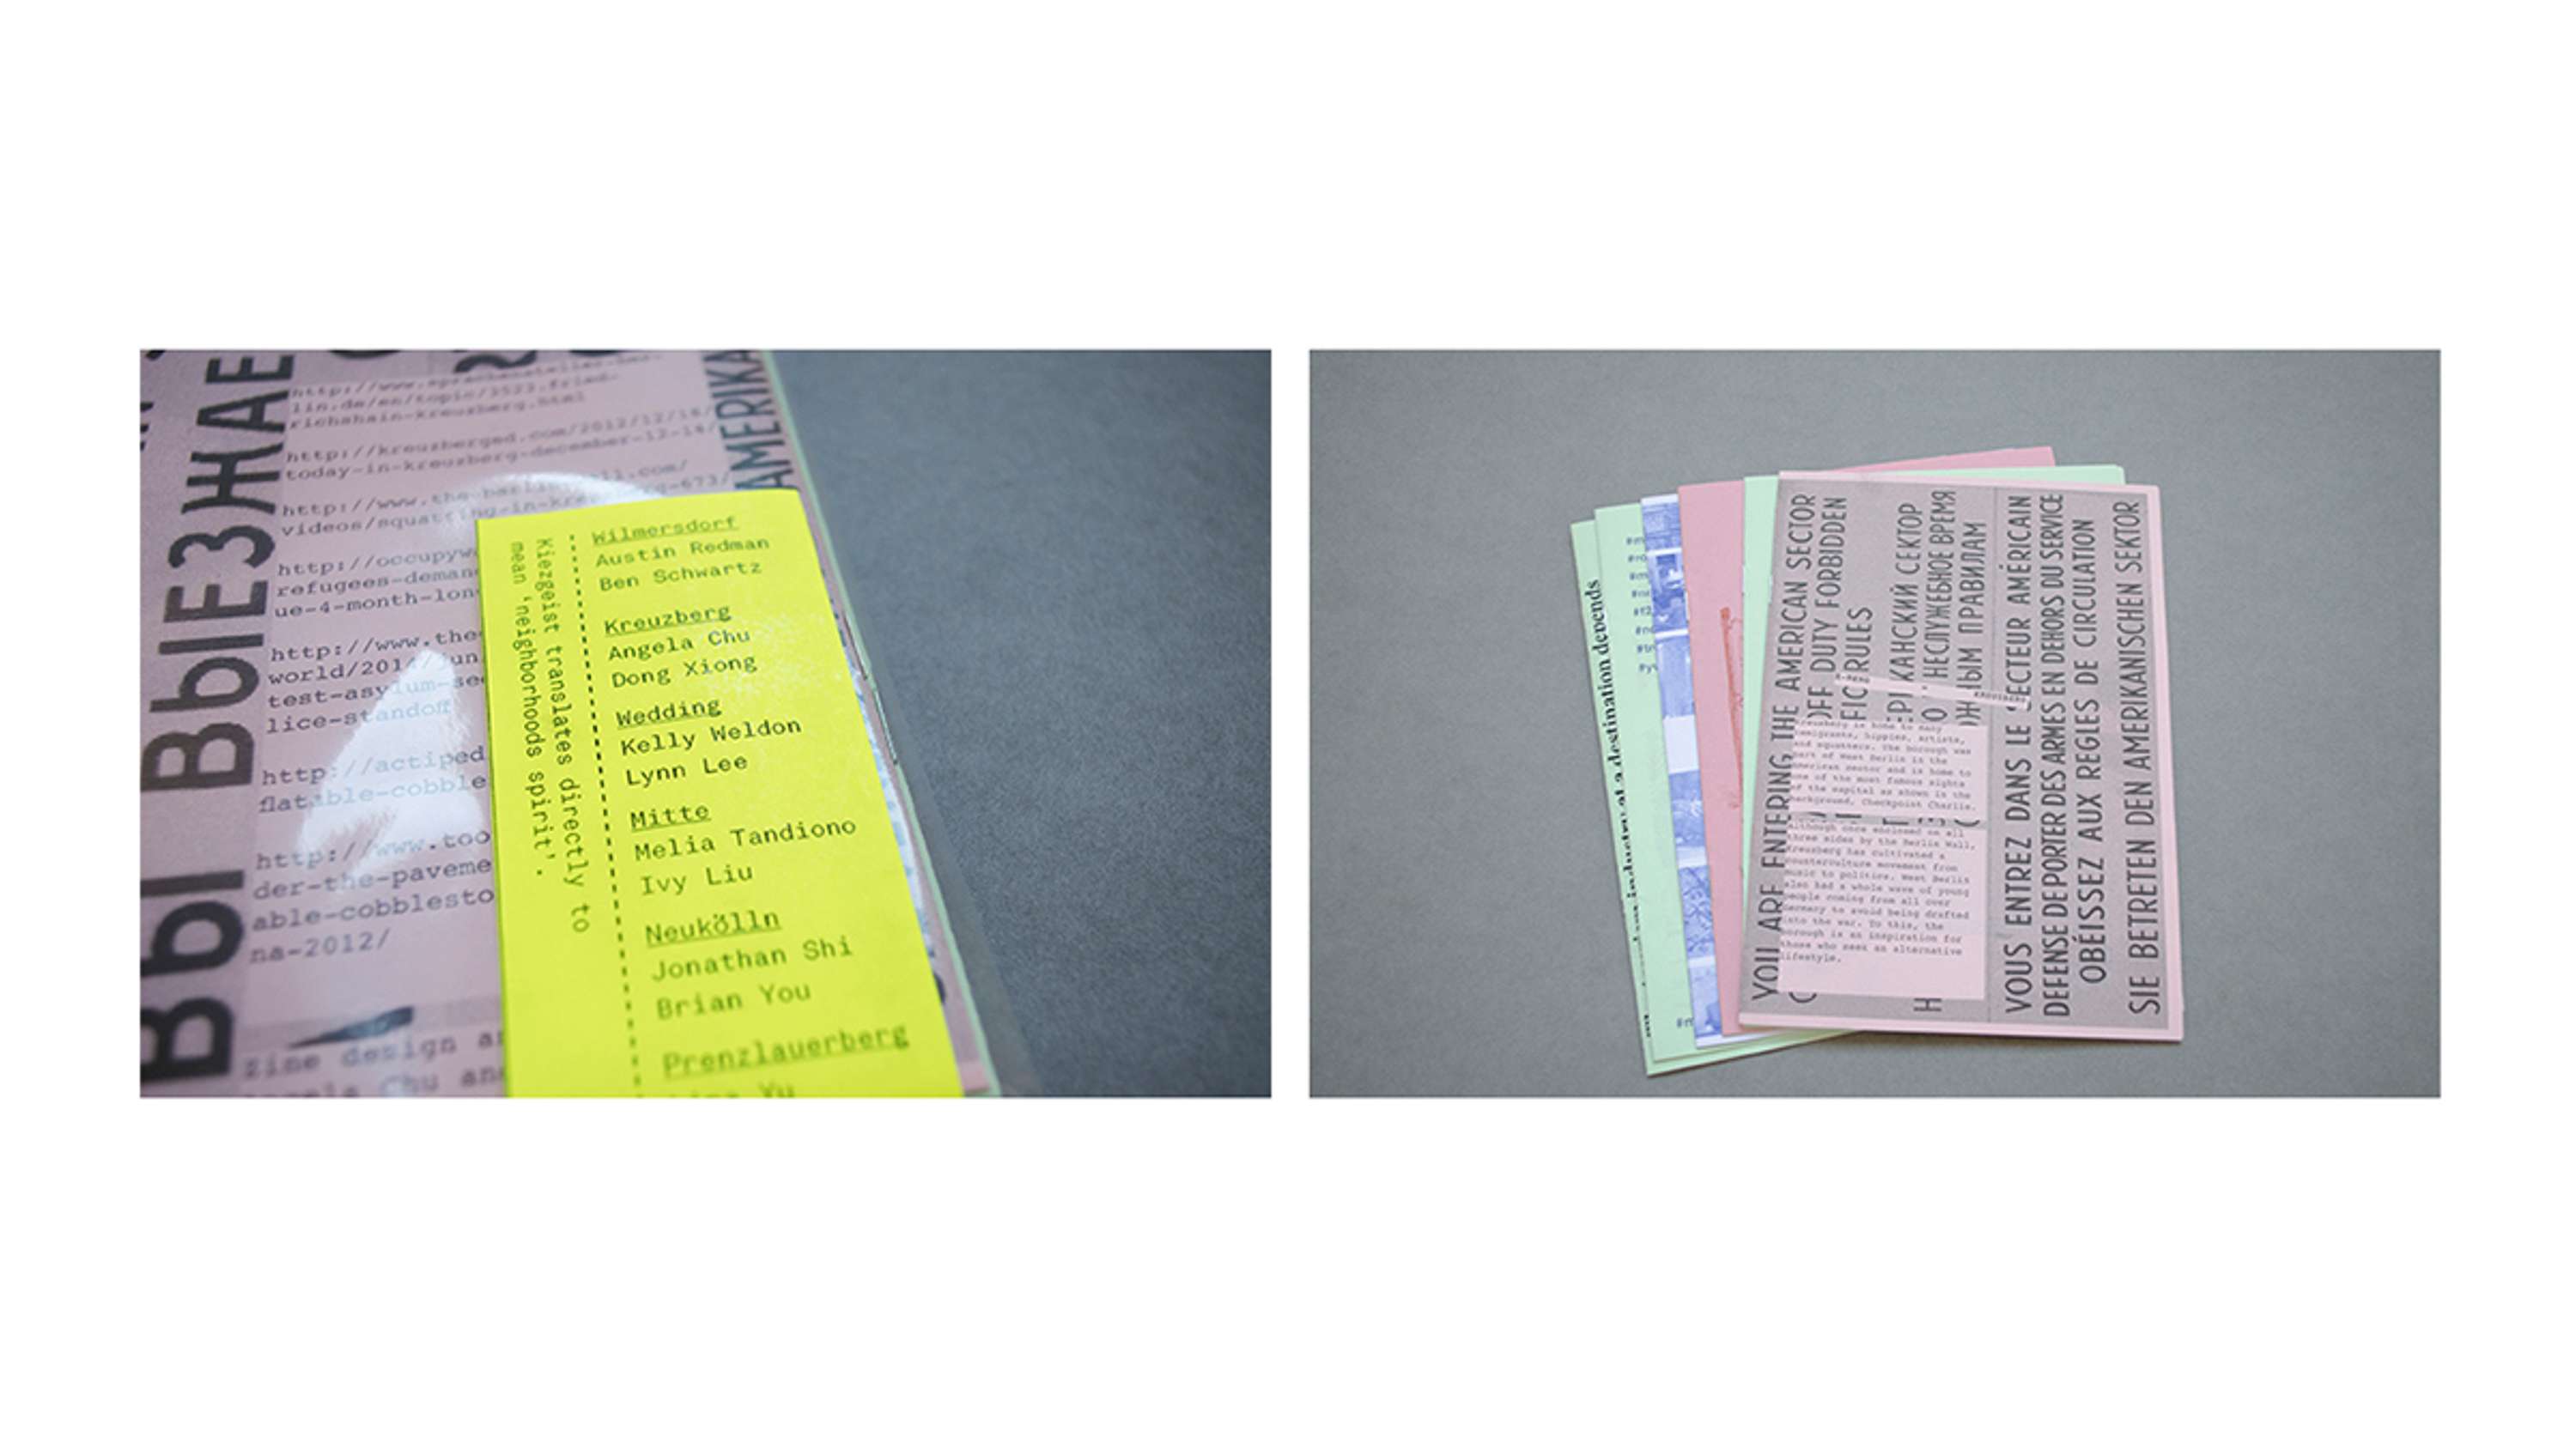 ВЫ ВЫЕЗЖАЕ
AMERIKA
lin.de/en/topic/3522.fried-
richshain-kreuzberg.html
http://kreuzberged.com/2012/12/14/
today-in-kreuzberg-december-12-14/
videos/squatting-in-kreuzberg-673/
http://occupyw
refugees-deman
ue-4-month-lon
http://www.the
test-asylum-se
lice-standoff
http://actiped
flatable-cobble
http://www.too
der-the-paveme
able-cobblesto
na-2012/
zine design a
Chu an
Kiezgeist translates directly to
mean 'neighborhoods spirit'.
Wilmersdorf
Austin Redman
Ben Schwartz
Kreuzberg
Angela Chu
Dong Xiong
Wedding
Kelly Weldon
Lynn Lee
Mitte
Melia Tandiono
Ivy Liu
Neukölln
Jonathan Shi
Brian You
Prenzlauerberg
Yu
industry at a destination depends
YOU ARE ENTERING THE AMERICAN SECTOR
OFF DUTY FORBIDDEN
RULES
СЕКТОР
НЕСЛУЖЕБНОЕ ВРЕМЯ
ПРАВИЛАМ
VOUS ENTREZ DANS LE SECTEUR AMÉRICAIN
DEFENSE DE PORTER DES ARMES EN DEHORS DU SERVICE
OBÉISSEZ AUX REGLES DE CIRCULATION
SIE BETRETEN DEN AMERIKANISCHEN SEKTOR
Kreuzberg is home to many
immigrants, hippies, artists,
and squatters. The borough was
part of West Berlin in the
American sector and is home to
one of the most famous sights
of the capital as shown in the
background, Checkpoint Charlie.
Although once enclosed on all
three sides by the Berlin Wall,
Kreuzberg has cultivated a
counterculture movement from
music to politics. West Berlin
also had a whole wave of young
people coming from all over
Germany to avoid being drafted
into the war. To this, the
borough is an inspiration for
those who seek an alternative
lifestyle.